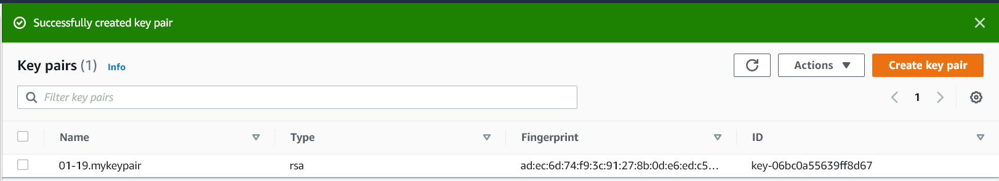 Successfully created key pair
Key pairs (1) Info
Actions
Create key pair
Filter key pairs
1
Name Type Fingerprint ID
01-19.mykeypair rsa ad:ec:6d:74:f9:3c:91:27:8b:0d:e6:ed:c5... key-06bc0a55639ff8d67